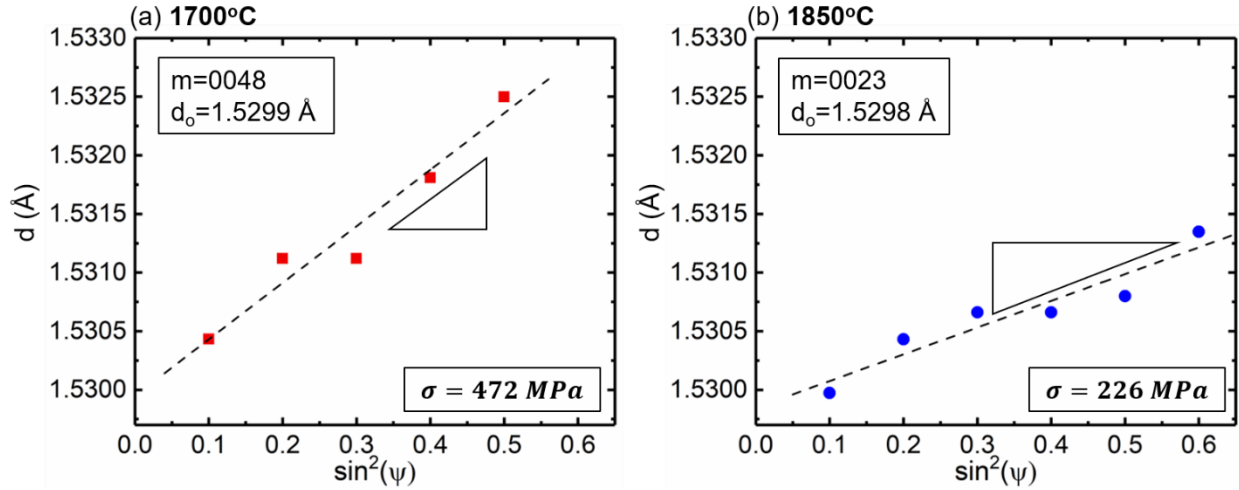 (a) 1700°C
1.5330
1.5325
1.5320
1.5315
1.5310
1.5305
1.5300
d (Å)
m=0048
dₒ=1.5299 Å
σ = 472 MPa
0.0 0.1 0.2 0.3 0.4 0.5 0.6
sin²(ψ)
(b) 1850°C
1.5330
1.5325
1.5320
1.5315
1.5310
1.5305
1.5300
d (Å)
m=0023
dₒ=1.5298 Å
σ = 226 MPa
0.0 0.1 0.2 0.3 0.4 0.5 0.6
sin²(ψ)